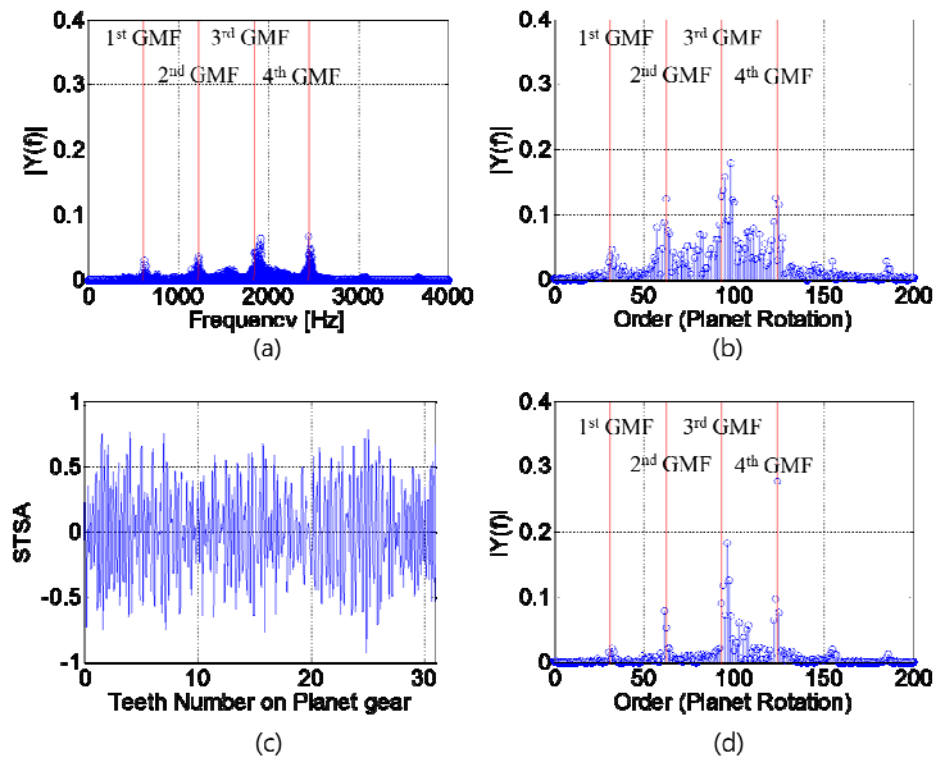 0.4
0.3
0.2
0.1
0
|Y(f)|
1st GMF
3rd GMF
2nd GMF
4th GMF
0 1000 2000 3000 4000
Frequency [Hz]
(a)
0.4
0.3
0.2
0.1
0
|Y(f)|
1st GMF
3rd GMF
2nd GMF
4th GMF
0 50 100 150 200
Order (Planet Rotation)
(b)
1
0.5
0
-0.5
-1
STSA
0 10 20 30
Teeth Number on Planet gear
(c)
0.4
0.3
0.2
0.1
0
|Y(f)|
1st GMF
3rd GMF
2nd GMF
4th GMF
0 50 100 150 200
Order (Planet Rotation)
(d)